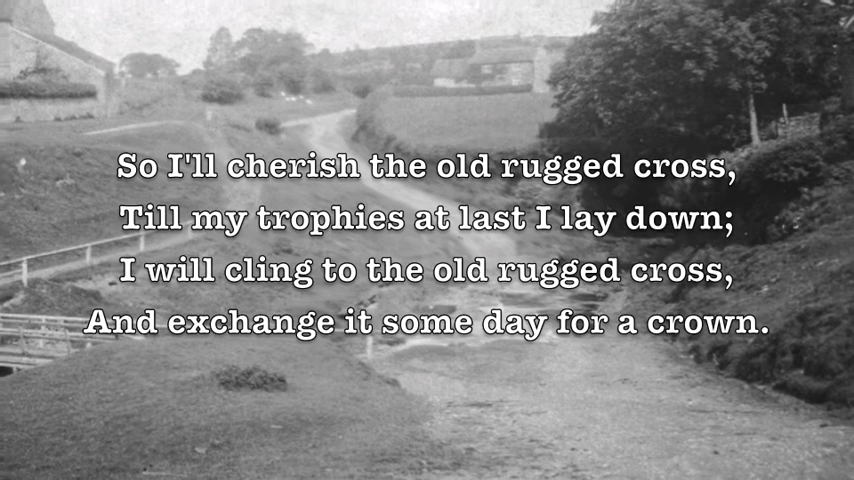 So I'll cherish the old rugged cross,
Till my trophies at last I lay down;
I will cling to the old rugged cross,
And exchange it some day for a crown.